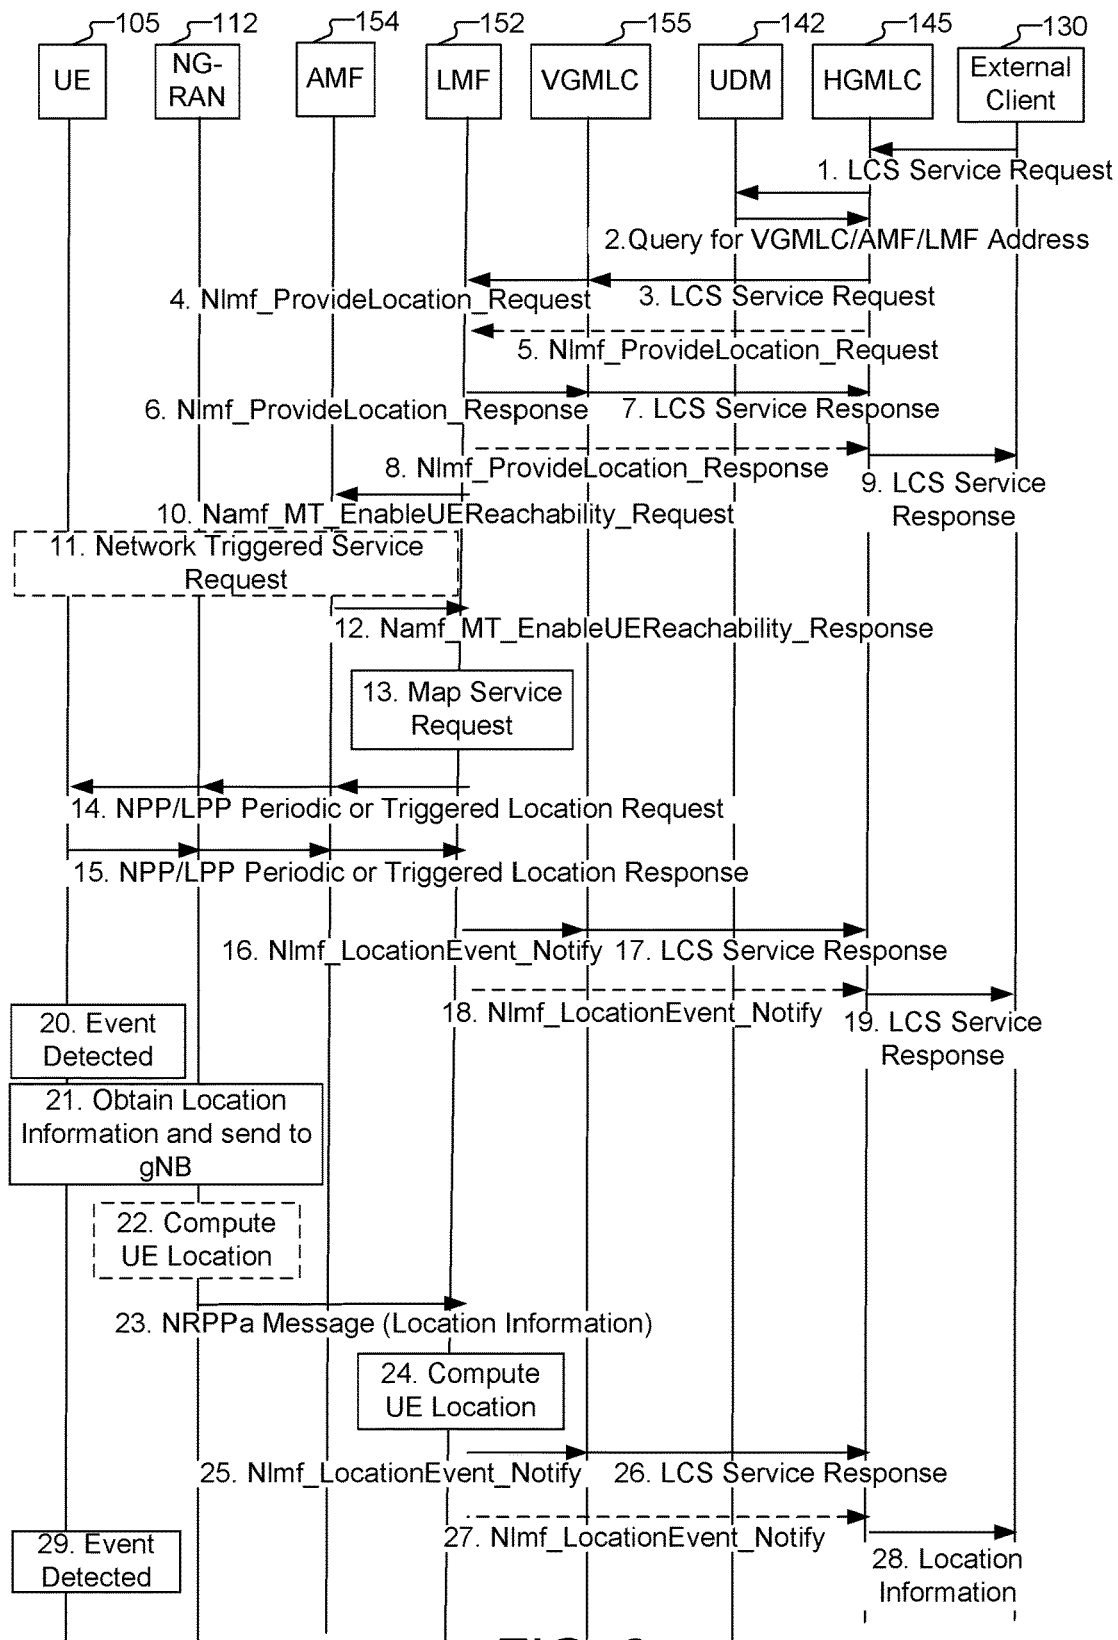 105
112
154
152
155
142
145
130
UE
NG-
RAN
AMF
LMF
VGMLC
UDM
HGMLC
External
Client
1. LCS Service Request
2.Query for VGMLC/AMF/LMF Address
3. LCS Service Request
4. Nlmf_ProvideLocation_Request
5. Nlmf_ProvideLocation_Request
6. Nlmf_ProvideLocation_Response
7. LCS Service Response
8. Nlmf_ProvideLocation_Response
9. LCS Service
Response
10. Namf_MT_EnableUEReachability_Request
11. Network Triggered Service
Request
12. Namf_MT_EnableUEReachability_Response
13. Map Service
Request
14. NPP/LPP Periodic or Triggered Location Request
15. NPP/LPP Periodic or Triggered Location Response
16. Nlmf_LocationEvent_Notify
17. LCS Service Response
18. Nlmf_LocationEvent_Notify
19. LCS Service
Response
20. Event
Detected
21. Obtain Location
Information and send to
gNB
22. Compute
UE Location
23. NRPPa Message (Location Information)
24. Compute
UE Location
25. Nlmf_LocationEvent_Notify
26. LCS Service Response
27. Nlmf_LocationEvent_Notify
28. Location
Information
29. Event
Detected